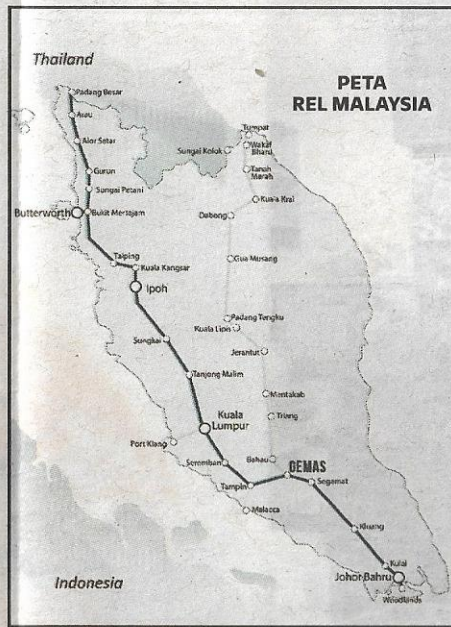 Thailand
PETA
REL MALAYSIA
Padang Besar
Arau
Alor Setar
Gurun
Sungai Petani
Butterworth
Bukit Mertajam
Taiping
Kuala Kangsar
Ipoh
Sungkai
Tanjong Malim
Kuala
Lumpur
Port Klang
Seremban
Tampin
Malacca
Tumpat
Sungai Kolok
Wakaf
Bharu
Tanah
Merah
Kuala Krai
Dabong
Gua Musang
Padang Tengku
Kuala Lipis
Jerantut
Mentakab
Triang
Bahau
GEMAS
Segamat
Kluang
Kulai
Johor Bahru
Woodlands
Indonesia